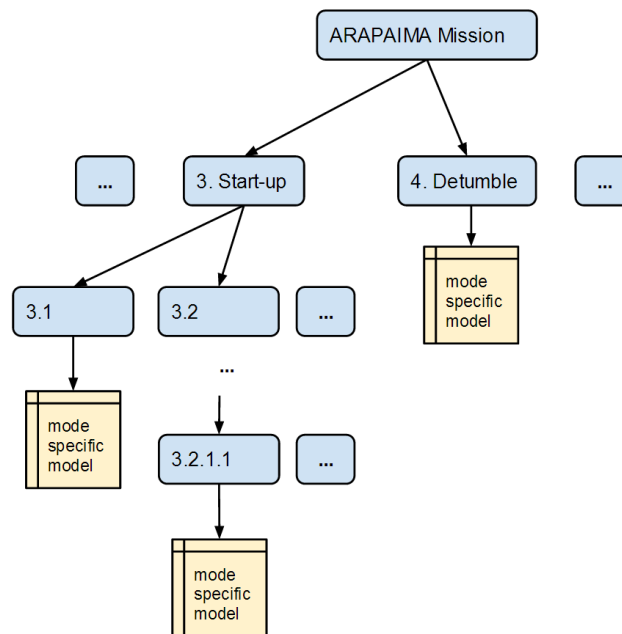 ARAPAIMA Mission
... 3. Start-up 4. Detumble ...
mode
specific
model
3.1 3.2 ...
...
mode
specific
model
3.2.1.1 ...
mode
specific
model